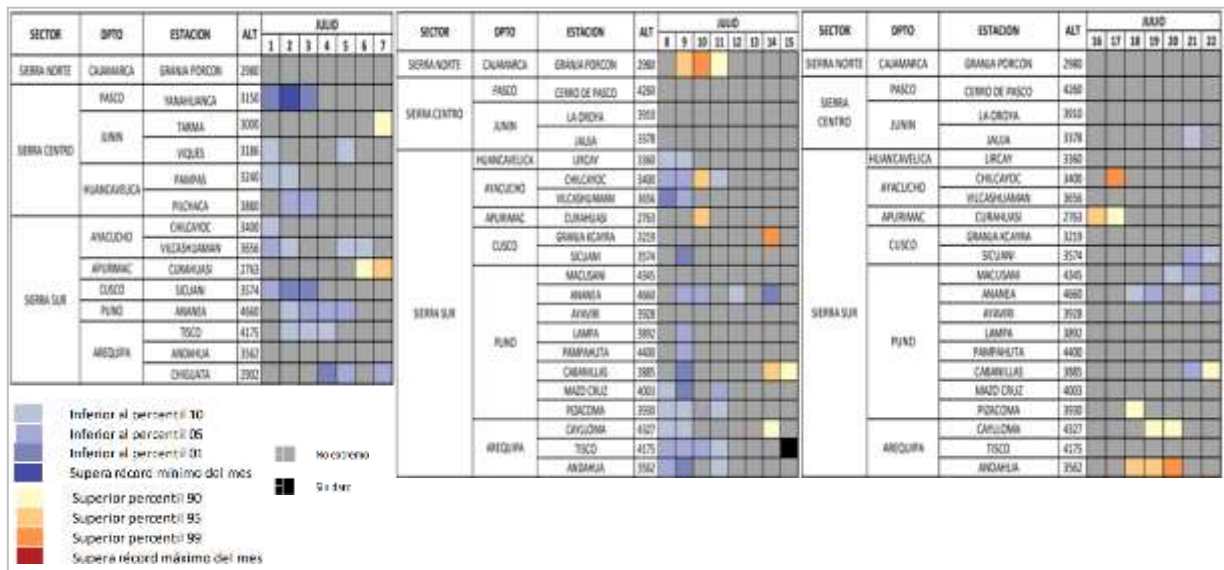 SECTOR DPTO ESTACION ALT JULIO
1 2 3 4 5 6 7
SIERRA NORTE CAJAMARCA GRANJA PORCON 2980
SIERRA CENTRO PASCO YANAHUANCA 3150
JUNIN TARMA 3000
VIQUES 3186
HUANCAVELICA PAMPAS 3240
PILCHACA 3880
SIERRA SUR AYACUCHO CHILCAYOC 3400
VILCASHUAMAN 3656
APURIMAC CURAHUASI 2763
CUSCO SICUANI 3574
PUNO ANANEA 4660
AREQUIPA TISCO 4175
ANDAHUA 3562
CHIGUATA 2902
Inferior al percentil 10
Inferior al percentil 05
Inferior al percentil 01
Supera récord mínimo del mes
Superior percentil 90
Superior percentil 95
Superior percentil 99
Supera récord máximo del mes
No extremo
Sin dato
SECTOR DPTO ESTACION ALT JULIO
8 9 10 11 12 13 14 15
SIERRA NORTE CAJAMARCA GRANJA PORCON 2980
SIERRA CENTRO PASCO CERRO DE PASCO 4260
JUNIN LA OROYA 3910
JAUJA 3378
SIERRA SUR HUANCAVELICA LIRCAY 3360
AYACUCHO CHILCAYOC 3400
VILCASHUAMAN 3656
APURIMAC CURAHUASI 2763
CUSCO GRANJA KCAYRA 3219
SICUANI 3574
PUNO MACUSANI 4345
ANANEA 4660
AYAVIRI 3928
LAMPA 3892
PAMPAHUTA 4400
CABANILLAS 3885
MAZO CRUZ 4003
PIZACOMA 3930
AREQUIPA CAYLLOMA 4327
TISCO 4175
ANDAHUA 3562
SECTOR DPTO ESTACION ALT JULIO
16 17 18 19 20 21 22
SIERRA NORTE CAJAMARCA GRANJA PORCON 2980
SIERRA CENTRO PASCO CERRO DE PASCO 4260
JUNIN LA OROYA 3910
JAUJA 3378
SIERRA SUR HUANCAVELICA LIRCAY 3360
AYACUCHO CHILCAYOC 3400
VILCASHUAMAN 3656
APURIMAC CURAHUASI 2763
CUSCO GRANJA KCAYRA 3219
SICUANI 3574
PUNO MACUSANI 4345
ANANEA 4660
AYAVIRI 3928
LAMPA 3892
PAMPAHUTA 4400
CABANILLAS 3885
MAZO CRUZ 4003
PIZACOMA 3930
AREQUIPA CAYLLOMA 4327
TISCO 4175
ANDAHUA 3562